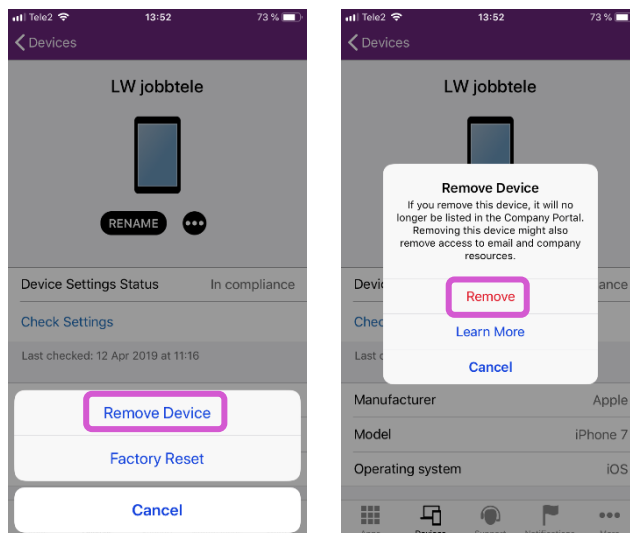 Tele2 13:52 73 %
Devices
LW jobbtele
RENAME
Device Settings Status In compliance
Check Settings
Last checked: 12 Apr 2019 at 11:16
Remove Device
Factory Reset
Cancel
Tele2 13:52 73 %
Devices
LW jobbtele
Remove Device
If you remove this device, it will no
longer be listed in the Company Portal.
Removing this device might also
remove access to email and company
resources.
Remove
Learn More
Cancel
Manufacturer Apple
Model iPhone 7
Operating system iOS